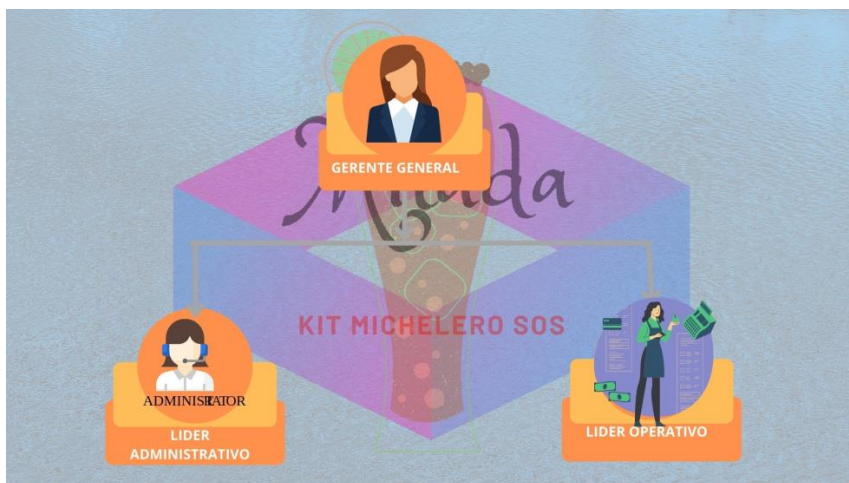 GERENTE GENERAL
KIT MICHELERO SOS
ADMINISTRATOR
LIDER
ADMINISTRATIVO
LIDER OPERATIVO